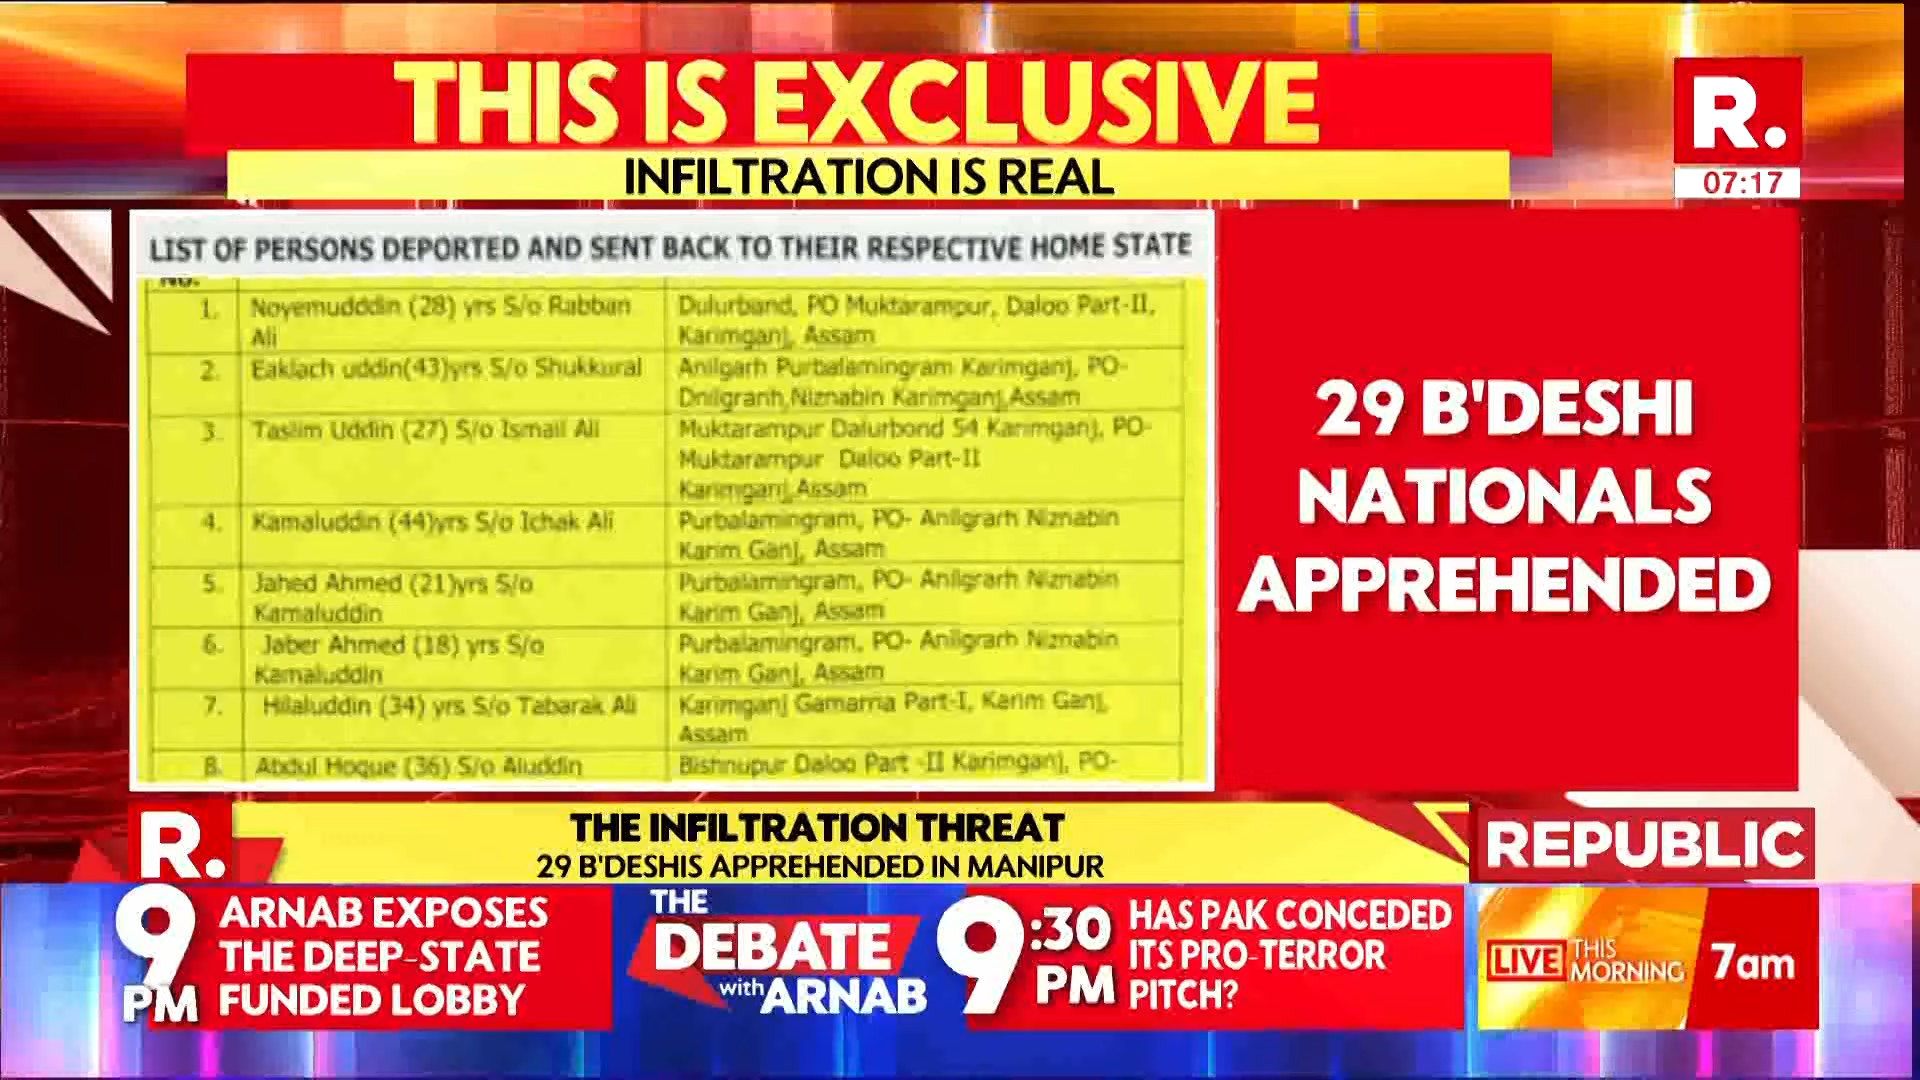 THIS IS EXCLUSIVE
INFILTRATION IS REAL
R.
07:17
LIST OF PERSONS DEPORTED AND SENT BACK TO THEIR RESPECTIVE HOME STATE
No.
1. Noyemudddin (28) yrs S/o Rabban
Ali
Dulurband, PO Muktarampur, Daloo Part-II,
Karimganj, Assam
2. Eaklach uddin(43)yrs S/o Shukkural
Anilgarh Purbalamingram Karimganj, PO-
Dnilgranh,Niznabin Karimganj,Assam
3. Taslim Uddin (27) S/o Ismail Ali
Muktarampur Dalurbond 54 Karimganj, PO-
Muktarampur Daloo Part-II
Karimganj,Assam
4. Kamaluddin (44)yrs S/o Ichak Ali
Purbalamingram, PO- Anilgrarh Niznabin
Karim Ganj, Assam
5. Jahed Ahmed (21)yrs S/o
Kamaluddin
Purbalamingram, PO- Anilgrarh Niznabin
Karim Ganj, Assam
6. Jaber Ahmed (18) yrs S/o
Kamaluddin
Purbalamingram, PO- Anilgrarh Niznabin
Karim Ganj, Assam
7. Hilaluddin (34) yrs S/o Tabarak Ali
Karimganj Gamarna Part-I, Karim Ganj,
Assam
8. Abdul Hoque (36) S/o Aluddin
Bishnupur Daloo Part -II Karimganj, PO-
29 B'DESHI
NATIONALS
APPREHENDED
R.
THE INFILTRATION THREAT
29 B'DESHIS APPREHENDED IN MANIPUR
REPUBLIC
9 PM
ARNAB EXPOSES
THE DEEP-STATE
FUNDED LOBBY
THE
DEBATE
with ARNAB
9:30 PM
HAS PAK CONCEDED
ITS PRO-TERROR
PITCH?
LIVE THIS
MORNING
7am